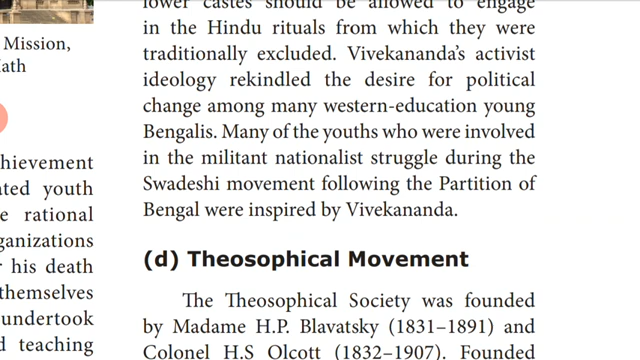 Mission,
ath
hievement
ated youth
e rational
ganizations
his death
themselves
undertook
d teaching
lower castes should be allowed to engage
in the Hindu rituals from which they were
traditionally excluded. Vivekananda's activist
ideology rekindled the desire for political
change among many western-education young
Bengalis. Many of the youths who were involved
in the militant nationalist struggle during the
Swadeshi movement following the Partition of
Bengal were inspired by Vivekananda.
(d) Theosophical Movement
The Theosophical Society was founded
by Madame H.P. Blavatsky (1831–1891) and
Colonel H.S Olcott (1832–1907). Founded